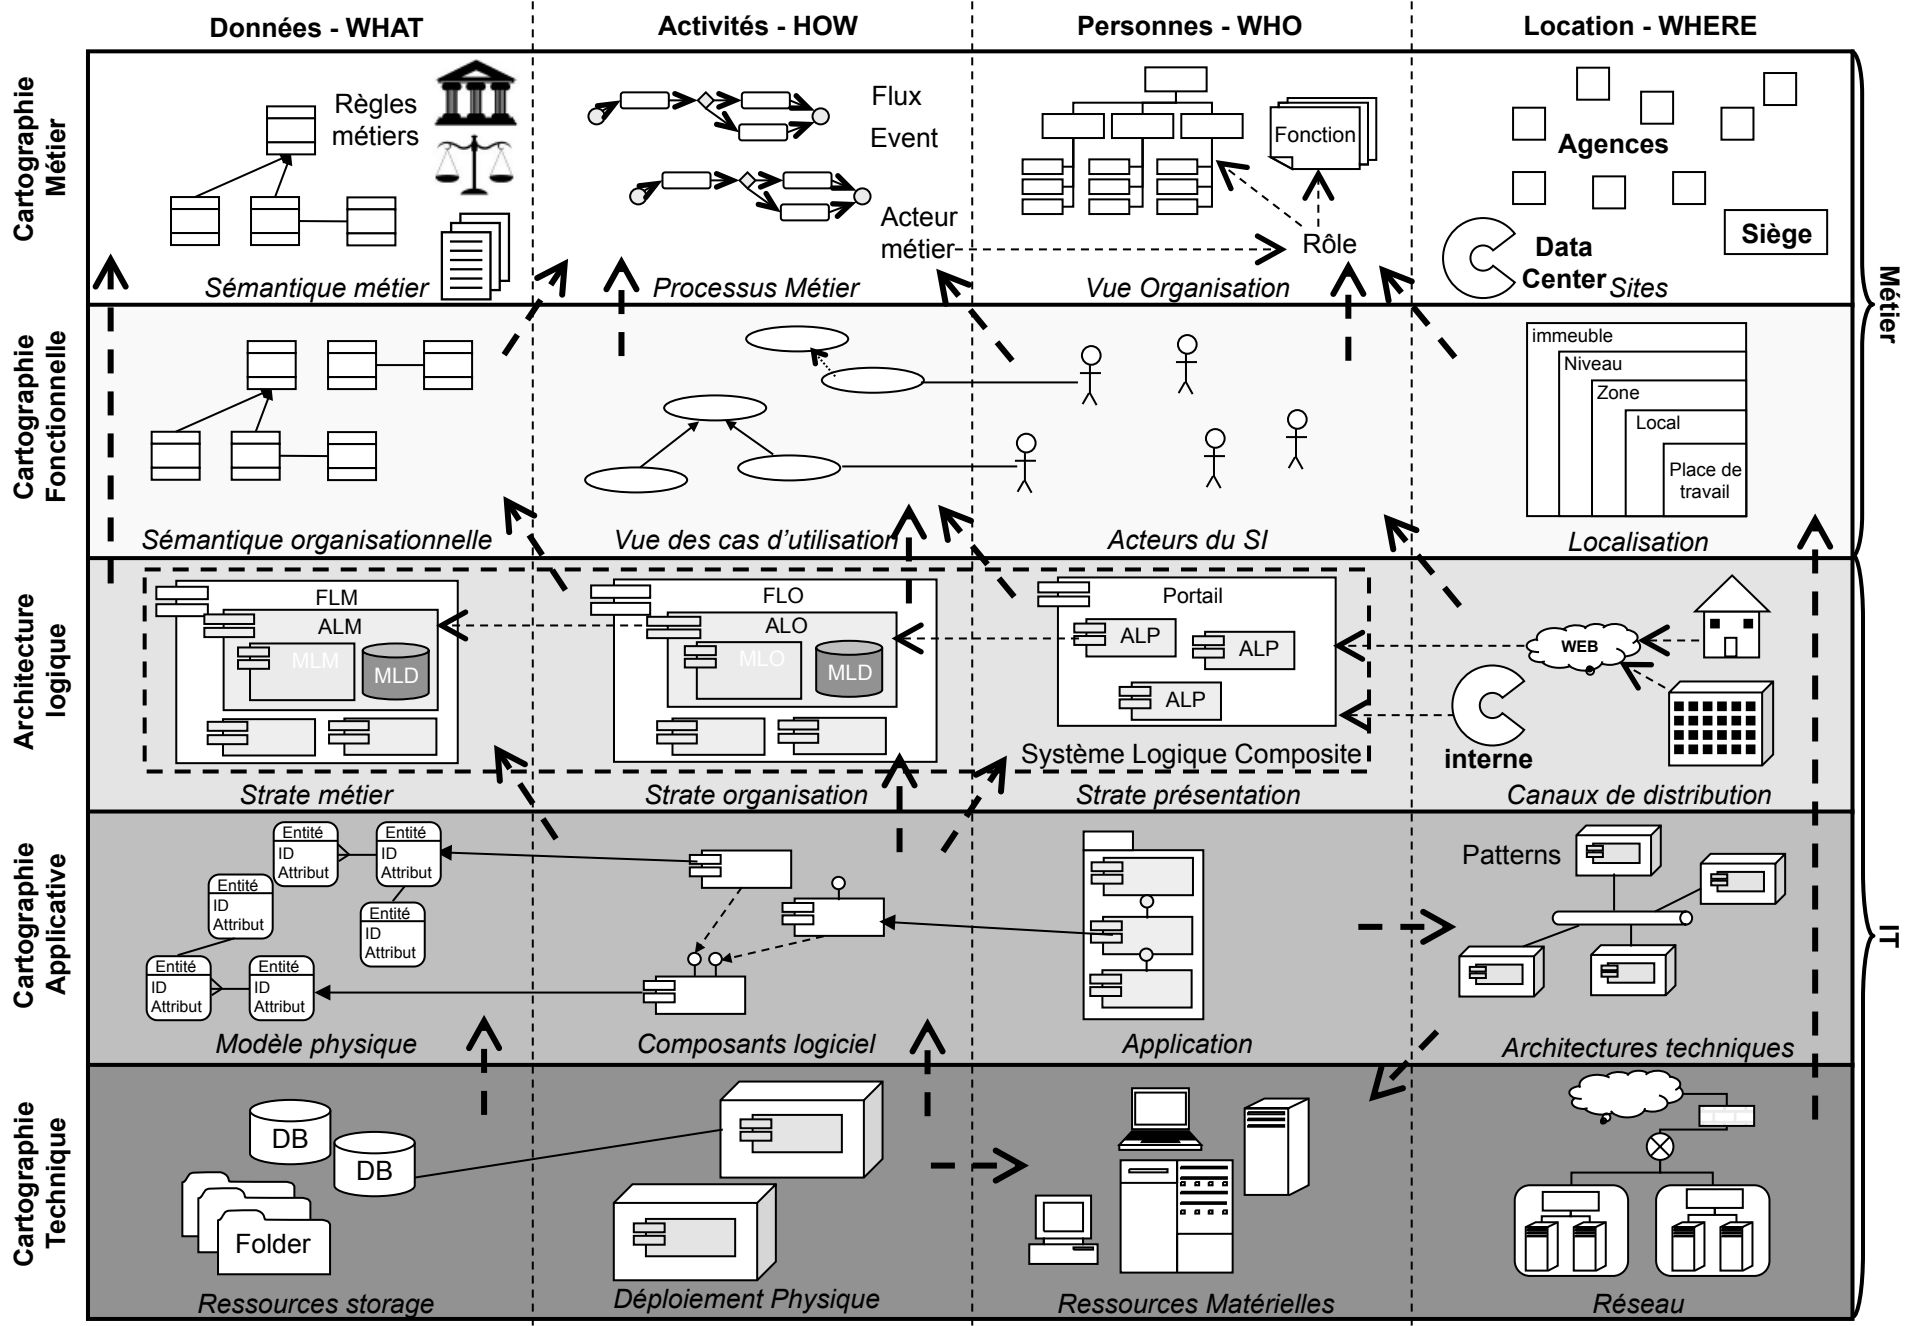 Données - WHAT
Activités - HOW
Personnes - WHO
Location - WHERE
Cartographie
Métier
Règles
métiers
Sémantique métier
Flux
Event
Acteur
métier
Processus Métier
Fonction
Rôle
Vue Organisation
Agences
Siège
Data
Center
Sites
Métier
Cartographie
Fonctionnelle
Sémantique organisationnelle
Vue des cas d'utilisation
Acteurs du SI
immeuble
Niveau
Zone
Local
Place de
travail
Localisation
Architecture
logique
FLM
ALM
MLM
MLD
Strate métier
FLO
ALO
MLO
MLD
Strate organisation
Portail
ALP
ALP
ALP
Système Logique Composite
Strate présentation
WEB
interne
Canaux de distribution
IT
Cartographie
Applicative
Entité
ID
Attribut
Entité
ID
Attribut
Entité
ID
Attribut
Entité
ID
Attribut
Entité
ID
Attribut
Entité
ID
Attribut
Modèle physique
Composants logiciel
Application
Patterns
Architectures techniques
Cartographie
Technique
DB
DB
Folder
Ressources storage
Déploiement Physique
Ressources Matérielles
Réseau